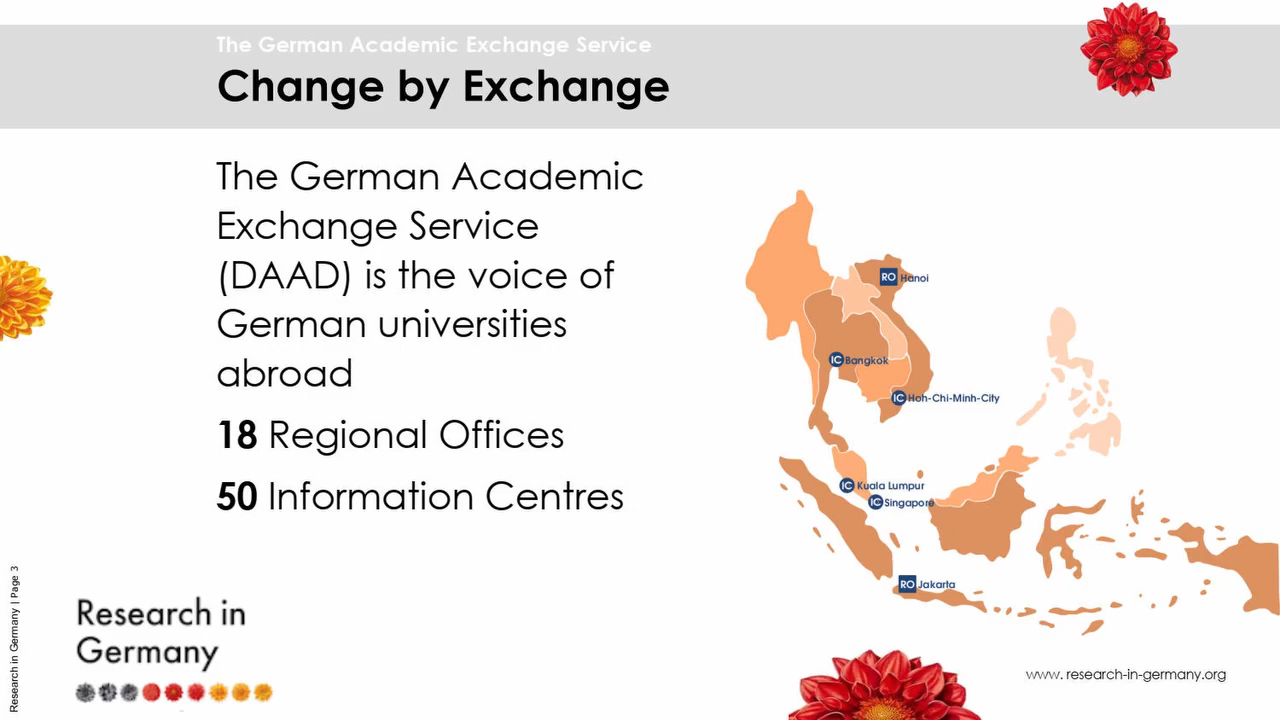 The German Academic Exchange Service
Change by Exchange
The German Academic
Exchange Service
(DAAD) is the voice of
German universities
abroad
18 Regional Offices
50 Information Centres
RO Hanoi
IC Bangkok
IC Hoh-Chi-Minh-City
IC Kuala Lumpur
IC Singapore
RO Jakarta
Research in Germany | Page 3
Research in
Germany
www. research-in-germany.org